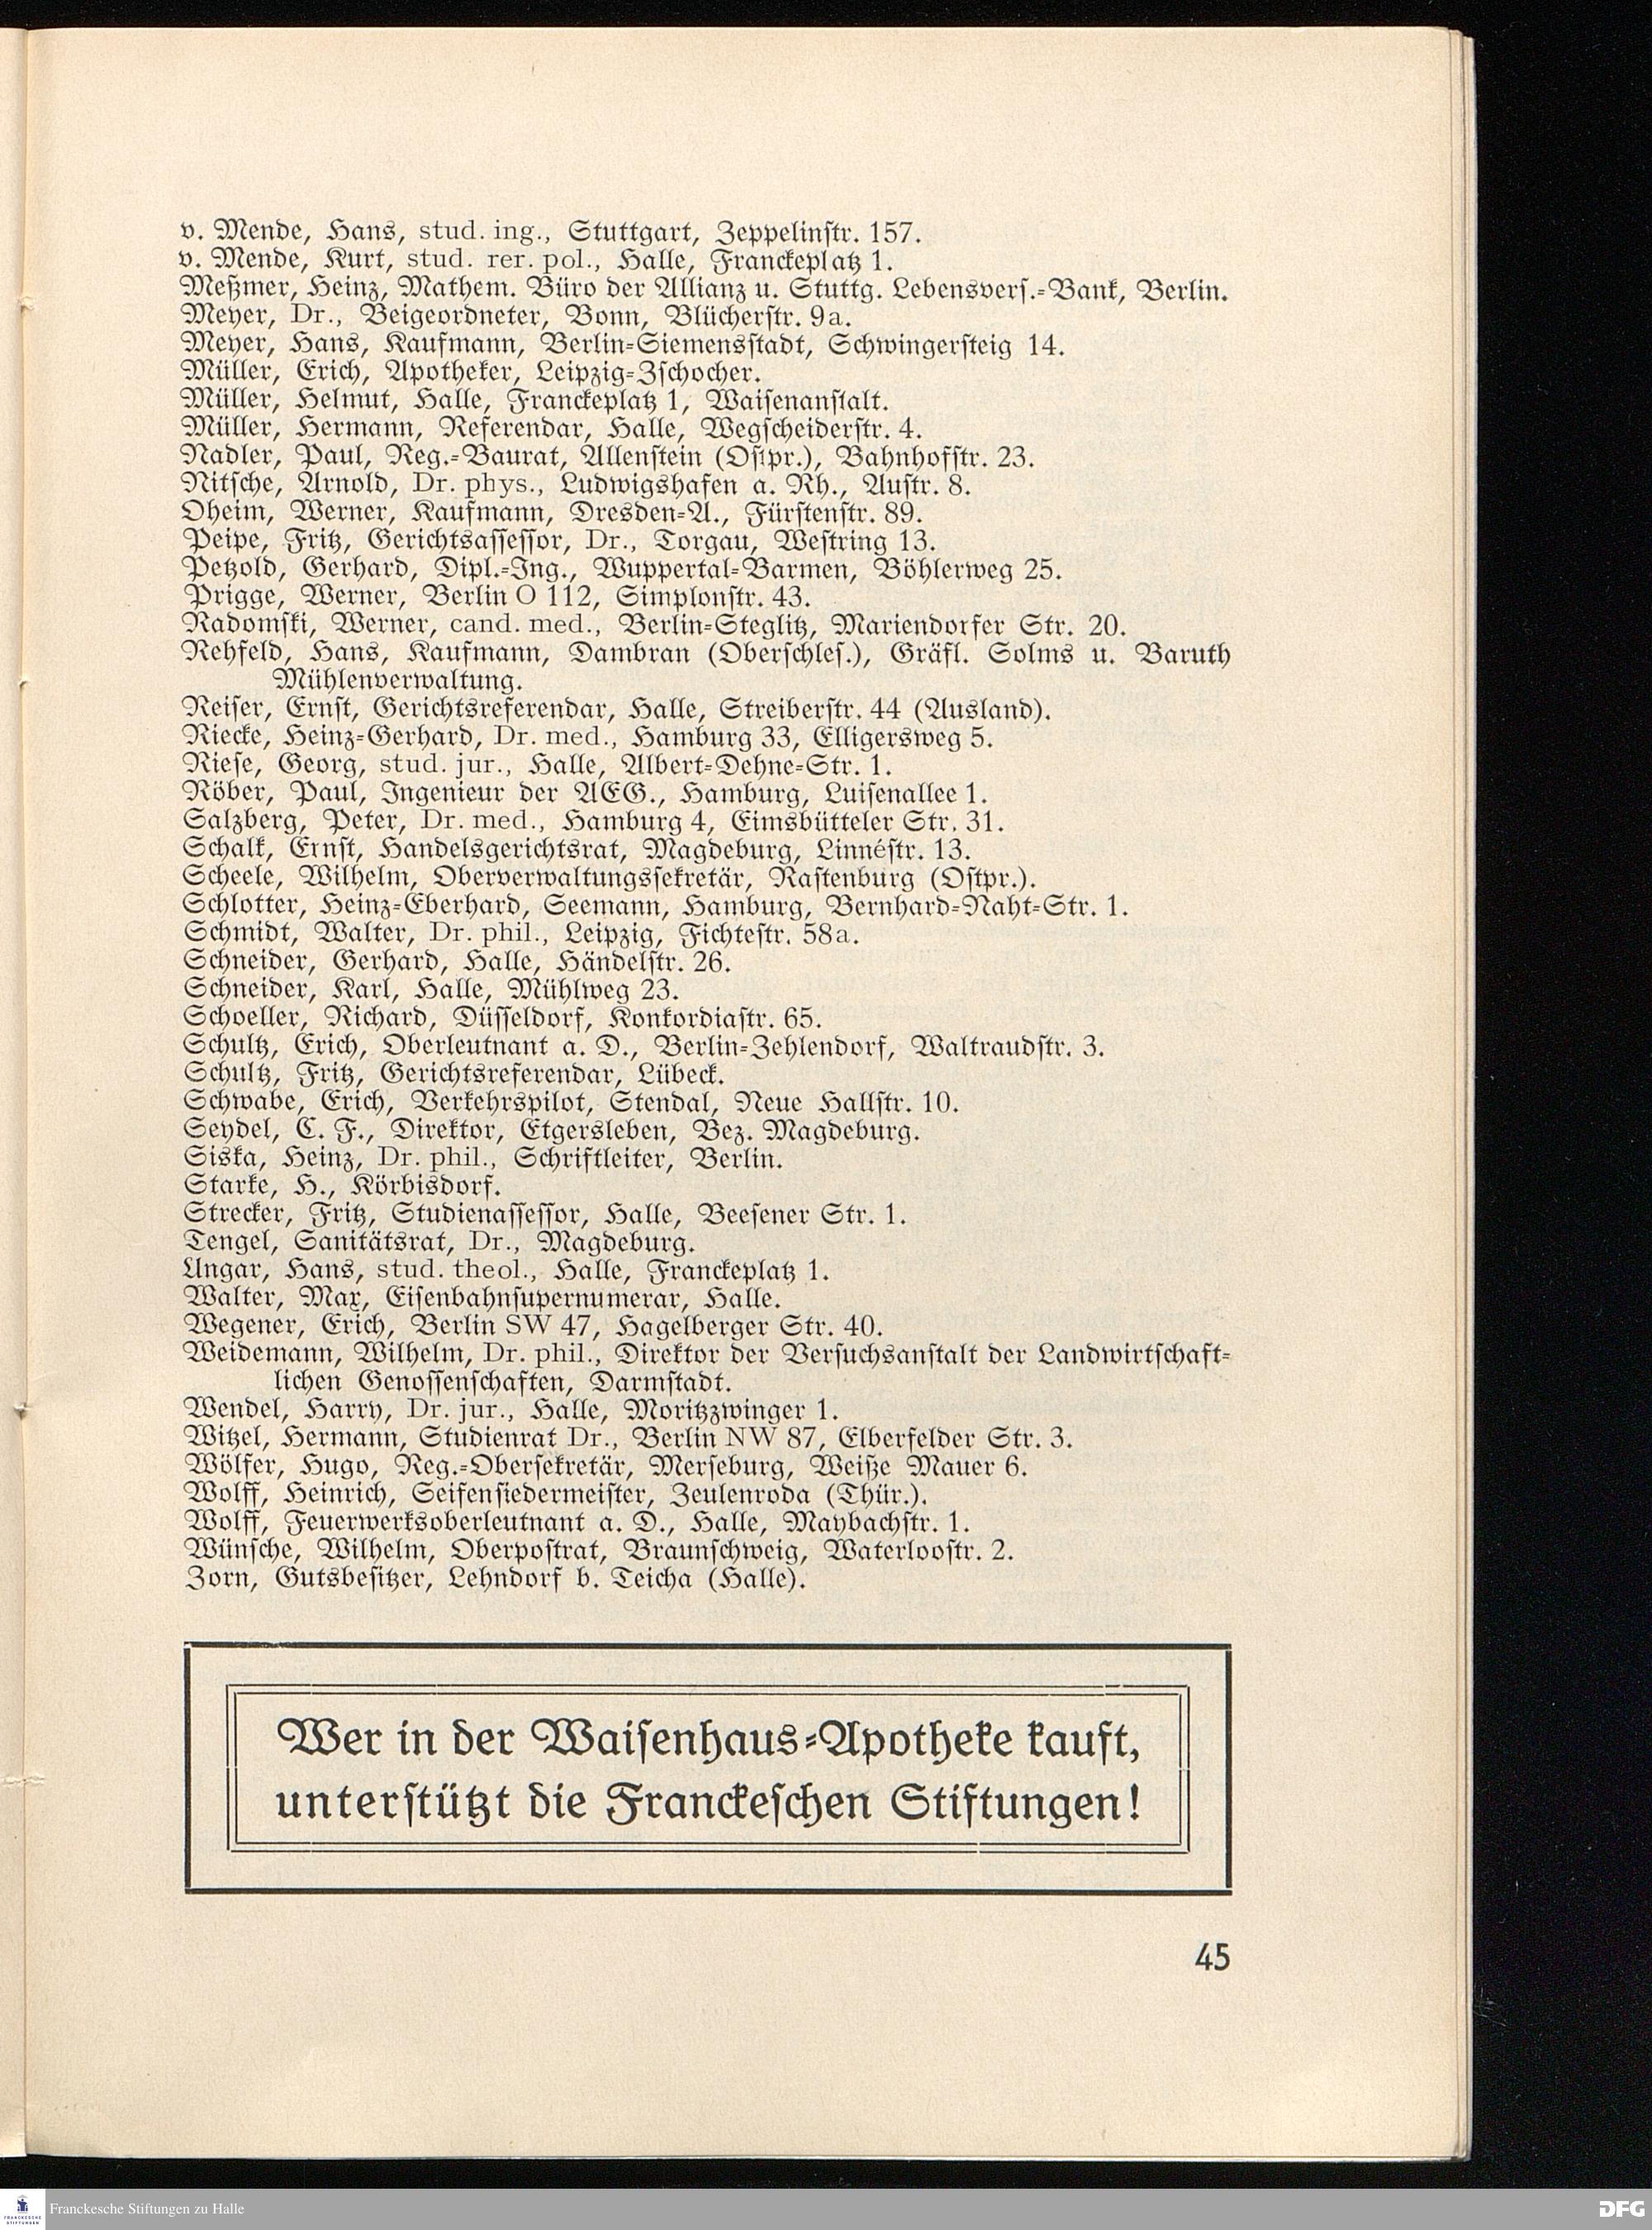 v. Mende, Hans, stud. ing., Stuttgart, Zeppelinstr. 157.
v. Mende, Kurt, stud. rer. pol., Halle, Franckeplatz 1.
Meßmer, Heinz, Mathem. Büro der Allianz u. Stuttg. Lebensvers.-Bank, Berlin.
Meyer, Dr., Beigeordneter, Bonn, Blücherstr. 9a.
Meyer, Hans, Kaufmann, Berlin-Siemensstadt, Schwingersteig 14.
Müller, Erich, Apotheker, Leipzig-Zschocher.
Müller, Helmut, Halle, Franckeplatz 1, Waisenanstalt.
Müller, Hermann, Referendar, Halle, Wegscheiderstr. 4.
Nadler, Paul, Reg.-Baurat, Allenstein (Ostpr.), Bahnhofstr. 23.
Nitsche, Arnold, Dr. phys., Ludwigshafen a. Rh., Austr. 8.
Oheim, Werner, Kaufmann, Dresden-A., Fürstenstr. 89.
Peipe, Fritz, Gerichtsassessor, Dr., Torgau, Westring 13.
Petzold, Gerhard, Dipl.-Ing., Wuppertal-Barmen, Böhlerweg 25.
Prigge, Werner, Berlin O 112, Simplonstr. 43.
Radomski, Werner, cand. med., Berlin-Steglitz, Mariendorfer Str. 20.
Rehfeld, Hans, Kaufmann, Dambran (Oberschles.), Gräfl. Solms u. Baruth
Mühlenverwaltung.
Reiser, Ernst, Gerichtsreferendar, Halle, Streiberstr. 44 (Ausland).
Riecke, Heinz-Gerhard, Dr. med., Hamburg 33, Elligersweg 5.
Riese, Georg, stud. jur., Halle, Albert-Dehne-Str. 1.
Röber, Paul, Ingenieur der AEG., Hamburg, Luisenallee 1.
Salzberg, Peter, Dr. med., Hamburg 4, Eimsbütteler Str. 31.
Schalk, Ernst, Handelsgerichtsrat, Magdeburg, Linnéstr. 13.
Scheele, Wilhelm, Oberverwaltungssekretär, Rastenburg (Ostpr.).
Schlotter, Heinz-Eberhard, Seemann, Hamburg, Bernhard-Naht-Str. 1.
Schmidt, Walter, Dr. phil., Leipzig, Fichtestr. 58a.
Schneider, Gerhard, Halle, Händelstr. 26.
Schneider, Karl, Halle, Mühlweg 23.
Schoeller, Richard, Düsseldorf, Konkordiastr. 65.
Schultz, Erich, Oberleutnant a. D., Berlin-Zehlendorf, Waltraudstr. 3.
Schultz, Fritz, Gerichtsreferendar, Lübeck.
Schwabe, Erich, Verkehrspilot, Stendal, Neue Hallstr. 10.
Seydel, C. F., Direktor, Etgersleben, Bez. Magdeburg.
Siska, Heinz, Dr. phil., Schriftleiter, Berlin.
Starke, H., Körbisdorf.
Strecker, Fritz, Studienassessor, Halle, Beesener Str. 1.
Tengel, Sanitätsrat, Dr., Magdeburg.
Ungar, Hans, stud. theol., Halle, Franckeplatz 1.
Walter, Max, Eisenbahnsupernumerar, Halle.
Wegener, Erich, Berlin SW 47, Hagelberger Str. 40.
Weidemann, Wilhelm, Dr. phil., Direktor der Versuchsanstalt der Landwirtschaft-
lichen Genossenschaften, Darmstadt.
Wendel, Harry, Dr. jur., Halle, Moritzzwinger 1.
Witzel, Hermann, Studienrat Dr., Berlin NW 87, Elberfelder Str. 3.
Wölfer, Hugo, Reg.-Obersekretär, Merseburg, Weiße Mauer 6.
Wolff, Heinrich, Seifensiedermeister, Zeulenroda (Thür.).
Wolff, Feuerwerksoberleutnant a. D., Halle, Maybachstr. 1.
Wünsche, Wilhelm, Oberpostrat, Braunschweig, Waterloostr. 2.
Zorn, Gutsbesitzer, Lehndorf b. Teicha (Halle).
Wer in der Waisenhaus-Apotheke kauft,
unterstützt die Franckeschen Stiftungen!
45
FRANCKESCHE
STIFTUNGEN
Franckesche Stiftungen zu Halle
DFG